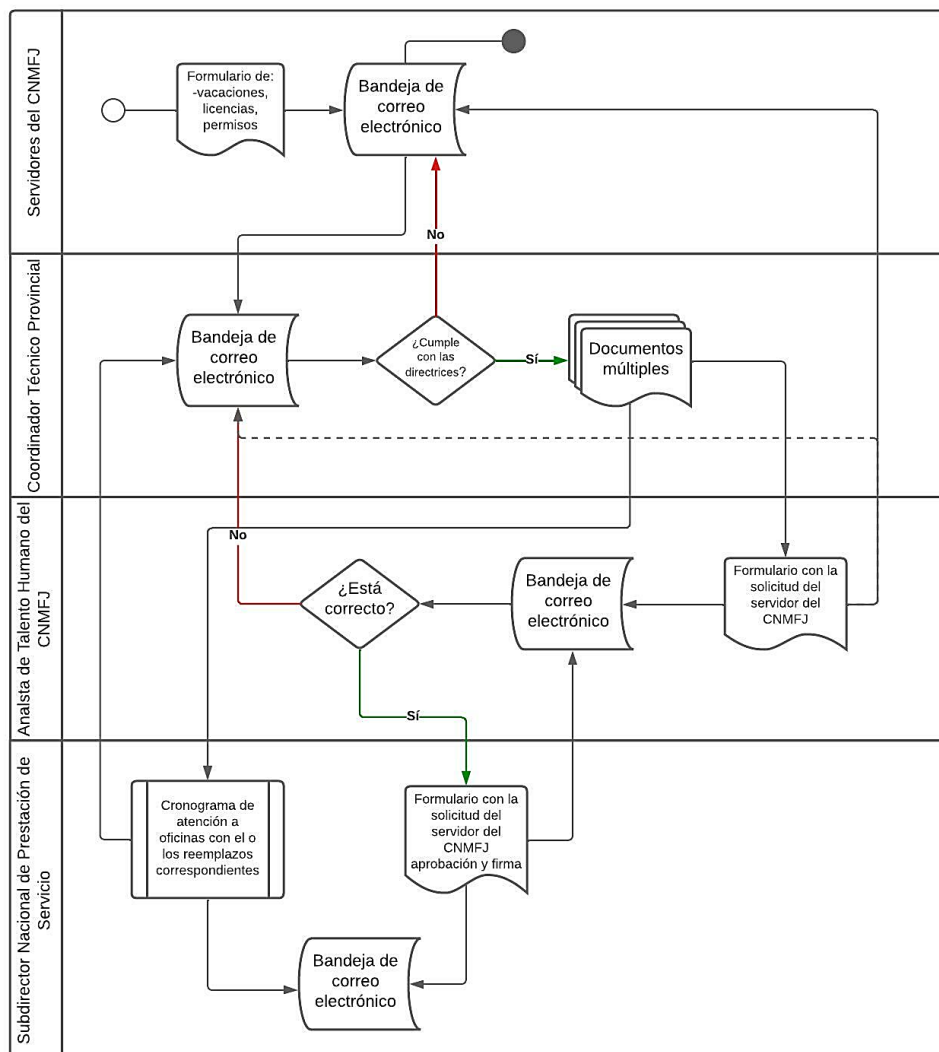 Servidores del CNMFJ
Formulario de:
-vacaciones,
licencias,
permisos
Bandeja de
correo
electrónico
No
Coordinador Técnico Provincial
Bandeja de
correo
electrónico
¿Cumple
con las
directrices?
Sí
Documentos
múltiples
Analsta de Talento Humano del
CNMFJ
No
¿Está
correcto?
Bandeja de
correo
electrónico
Formulario con la
solicitud del
servidor del
CNMFJ
Sí
Subdirector Nacional de Prestación de
Servicio
Cronograma de
atención a
oficinas con el o
los reemplazos
correspondientes
Formulario con la
solicitud del
servidor del
CNMFJ
aprobación y firma
Bandeja de
correo
electrónico